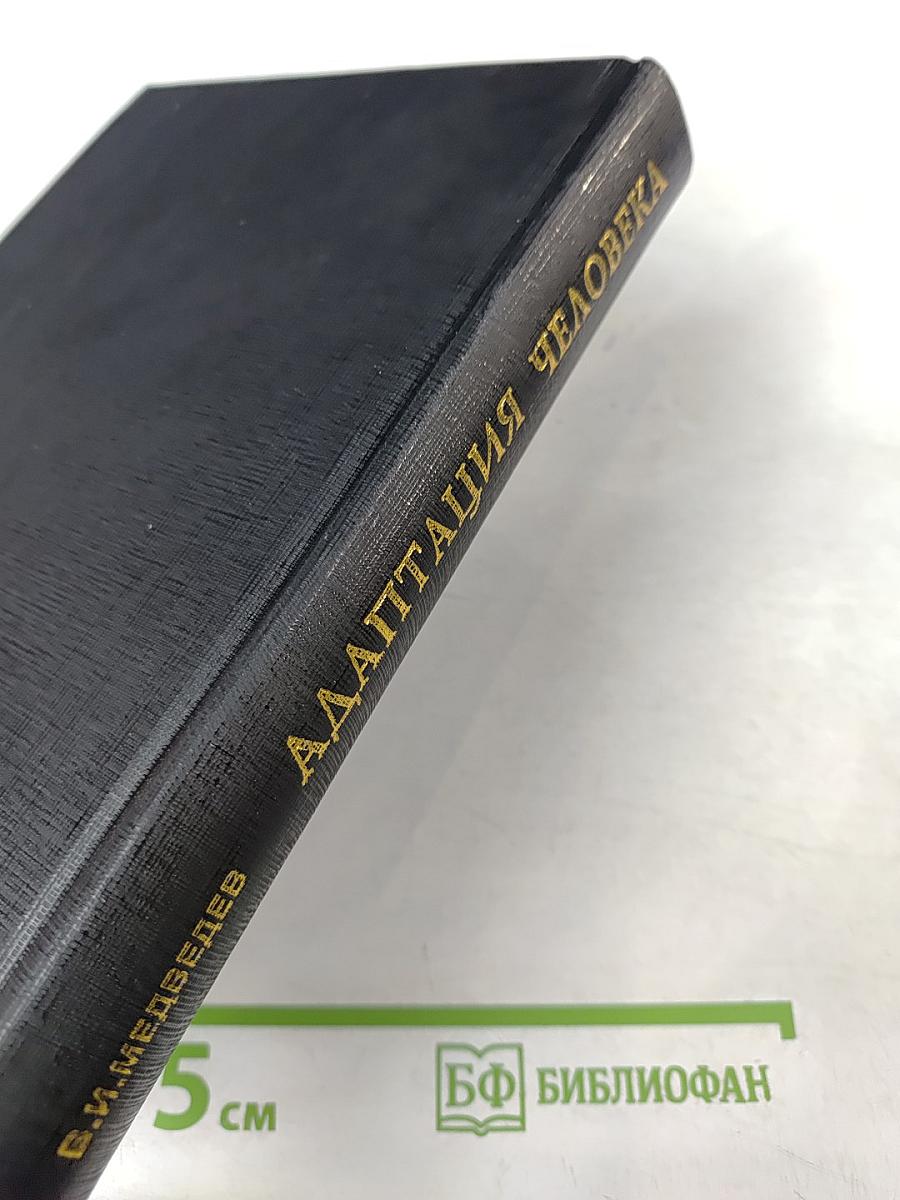 В.И.МЕДВЕДЕВ АДАПТАЦИЯ ЧЕЛОВЕКА
5 см
БФ БИБЛИОФАН